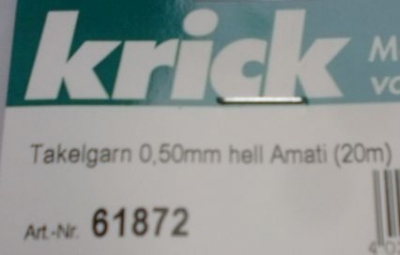 krick
Takelgarn 0,50mm hell Amati (20m)
Art.-Nr. 61872